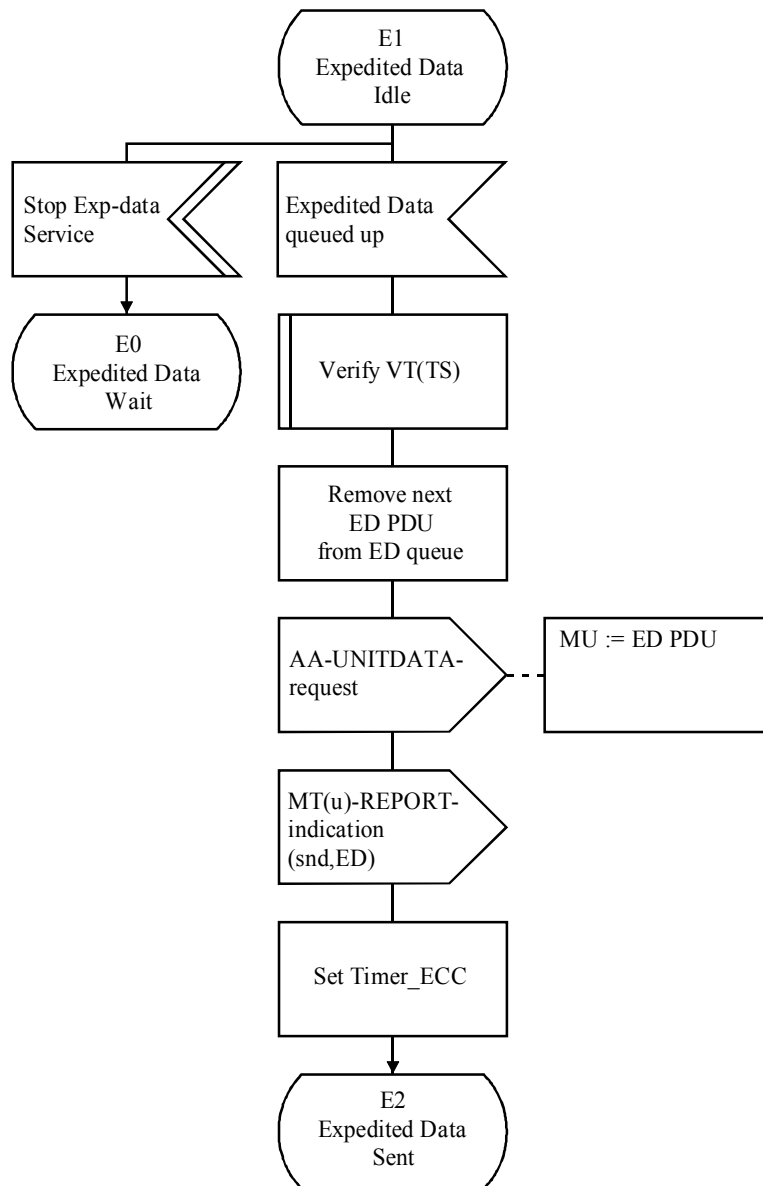 E1
Expedited Data
Idle
Stop Exp-data
Service
Expedited Data
queued up
E0
Expedited Data
Wait
Verify VT(TS)
Remove next
ED PDU
from ED queue
AA-UNITDATA-
request
MU := ED PDU
MT(u)-REPORT-
indication
(snd,ED)
Set Timer_ECC
E2
Expedited Data
Sent